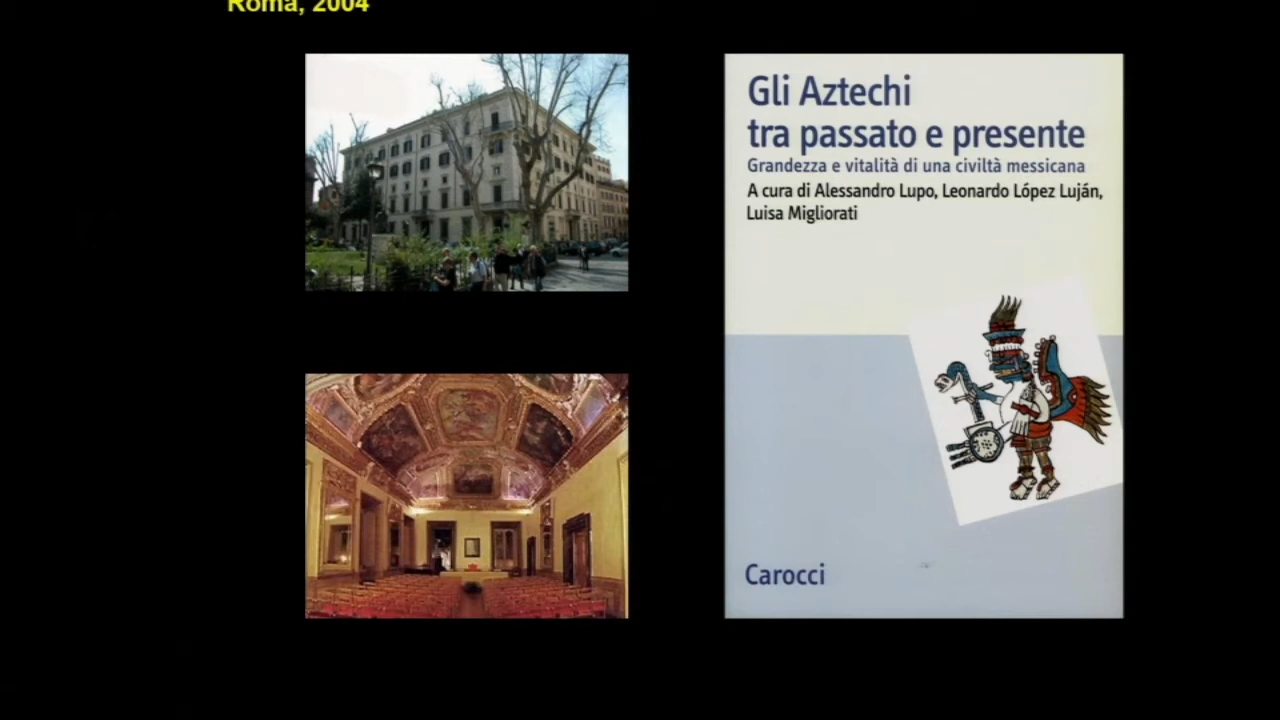 Roma, 2004
Gli Aztechi
tra passato e presente
Grandezza e vitalità di una civiltà messicana
A cura di Alessandro Lupo, Leonardo López Luján,
Luisa Migliorati
Carocci